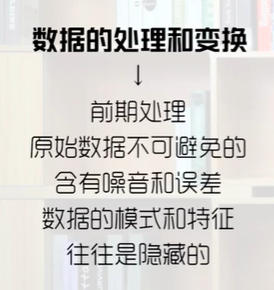 数据的处理和变换
↓
前期处理
原始数据不可避免的
含有噪音和误差
数据的模式和特征
往往是隐藏的